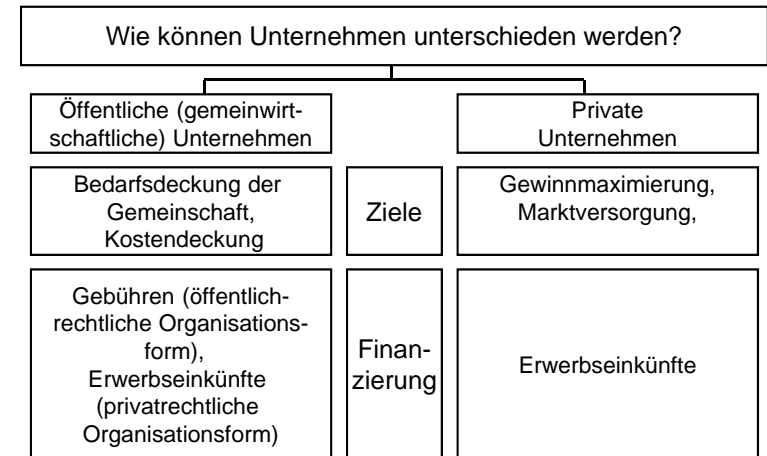 Wie können Unternehmen unterschieden werden?
Öffentliche (gemeinwirt-
schaftliche) Unternehmen
Private
Unternehmen
Bedarfsdeckung der
Gemeinschaft,
Kostendeckung
Ziele
Gewinnmaximierung,
Marktversorgung,
Gebühren (öffentlich-
rechtliche Organisations-
form),
Erwerbseinkünfte
(privatrechtliche
Organisationsform)
Finan-
zierung
Erwerbseinkünfte